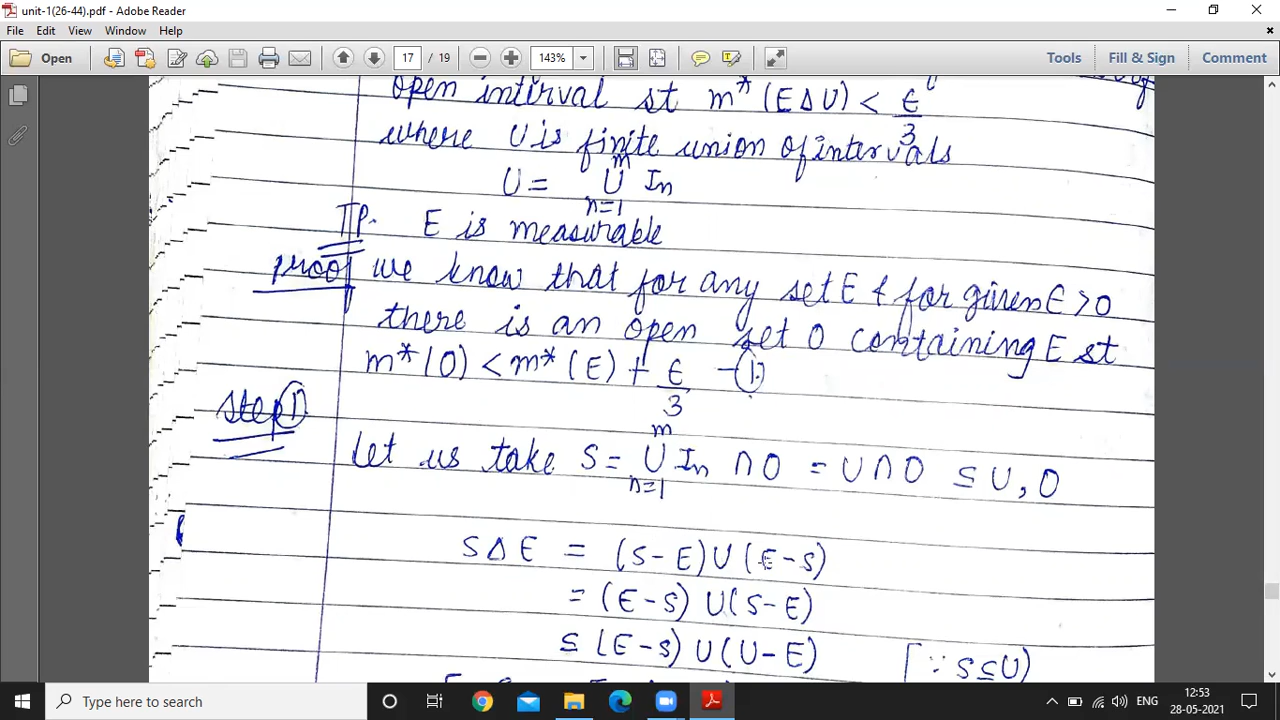 unit-1(26-44).pdf - Adobe Reader
File Edit View Window Help
Open 17 / 19 143% Tools Fill & Sign Comment
open interval st m* (E Δ U) < ε/3
where U is finite union of intervals
U = ⋃_{n=1}^{m} In
TP. E is measurable
proof we know that for any set E & for given ε > 0
there is an open set O containing E st
m*(O) < m*(E) + ε/3 - (1)
step (1)
Let us take S = ⋃_{n=1}^{m} In ∩ O = U ∩ O ⊆ U, O
S Δ E = (S - E) U (E - S)
= (E - S) U (S - E)
⊆ (E - S) U (U - E) [∵ S ⊆ U)
Type here to search
ENG
12:53
28-05-2021